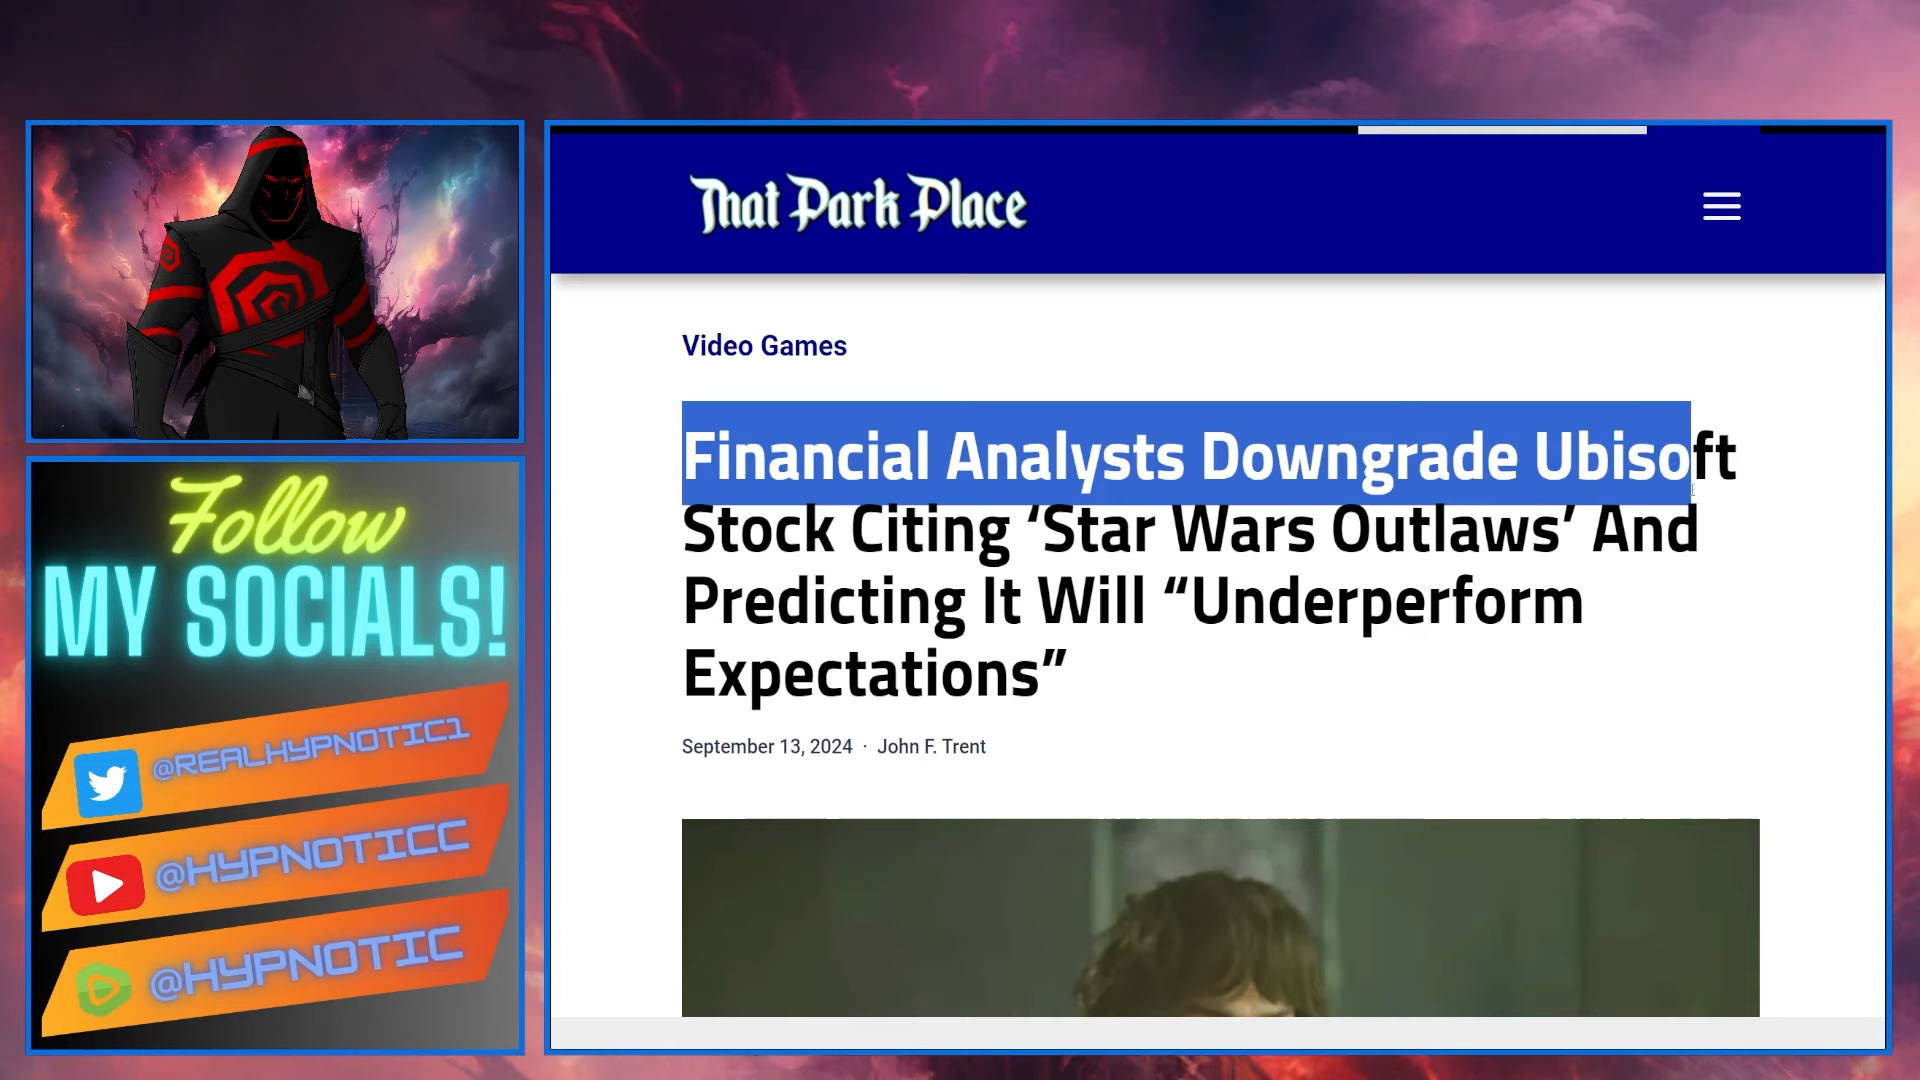 Follow
MY SOCIALS!
@REALHYPNOTIC1
@HYPNOTICC
@HYPNOTIC
That Park Place
Video Games
Financial Analysts Downgrade Ubisoft
Stock Citing ‘Star Wars Outlaws’ And
Predicting It Will “Underperform
Expectations”
September 13, 2024 · John F. Trent